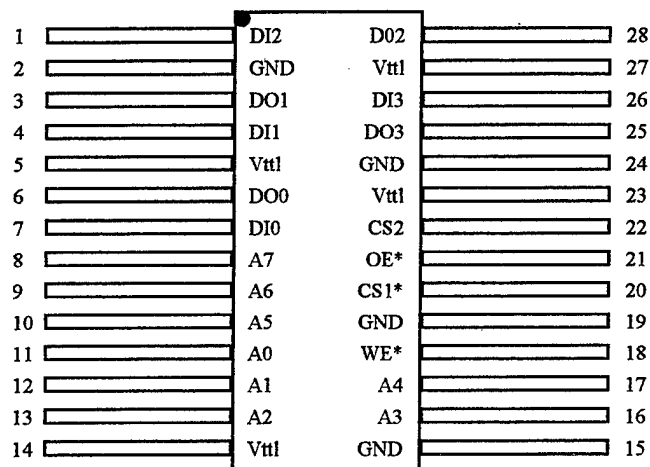 1 DI2 D02 28
2 GND Vttl 27
3 DO1 DI3 26
4 DI1 DO3 25
5 Vttl GND 24
6 DO0 Vttl 23
7 DI0 CS2 22
8 A7 OE* 21
9 A6 CS1* 20
10 A5 GND 19
11 A0 WE* 18
12 A1 A4 17
13 A2 A3 16
14 Vttl GND 15